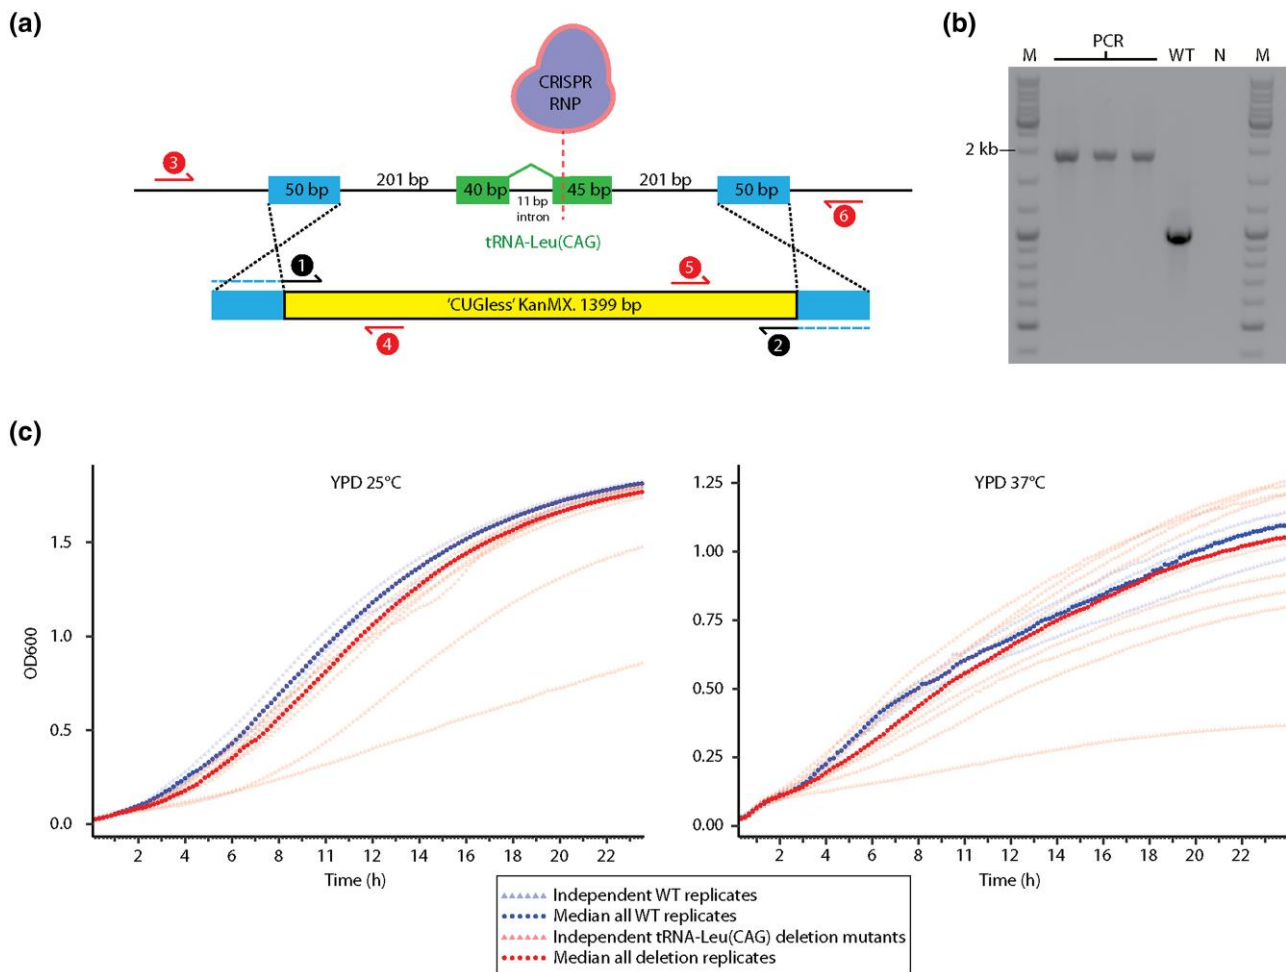 (a)
CRISPR
RNP
3
50 bp
201 bp
40 bp
11 bp
intron
45 bp
201 bp
50 bp
6
tRNA-Leu(CAG)
1
5
'CUGless' KanMX. 1399 bp
4
2
(b)
M
PCR
WT
N
M
2 kb
(c)
YPD 25°C
OD600
1.5
1.0
0.5
0.0
2 4 6 8 11 12 14 16 18 20 22
Time (h)
YPD 37°C
1.25
1.00
0.75
0.50
0.25
0.00
2 4 6 8 11 12 14 16 18 20 22
Time (h)
Independent WT replicates
Median all WT replicates
Independent tRNA-Leu(CAG) deletion mutants
Median all deletion replicates